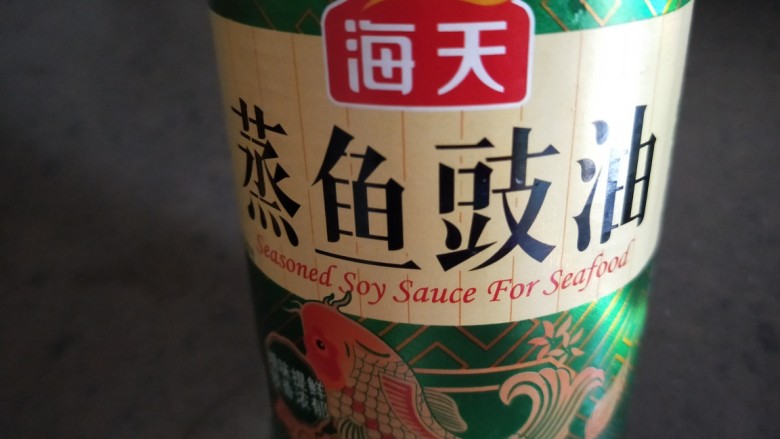 海天
蒸鱼豉油
Seasoned Soy Sauce For Seafood